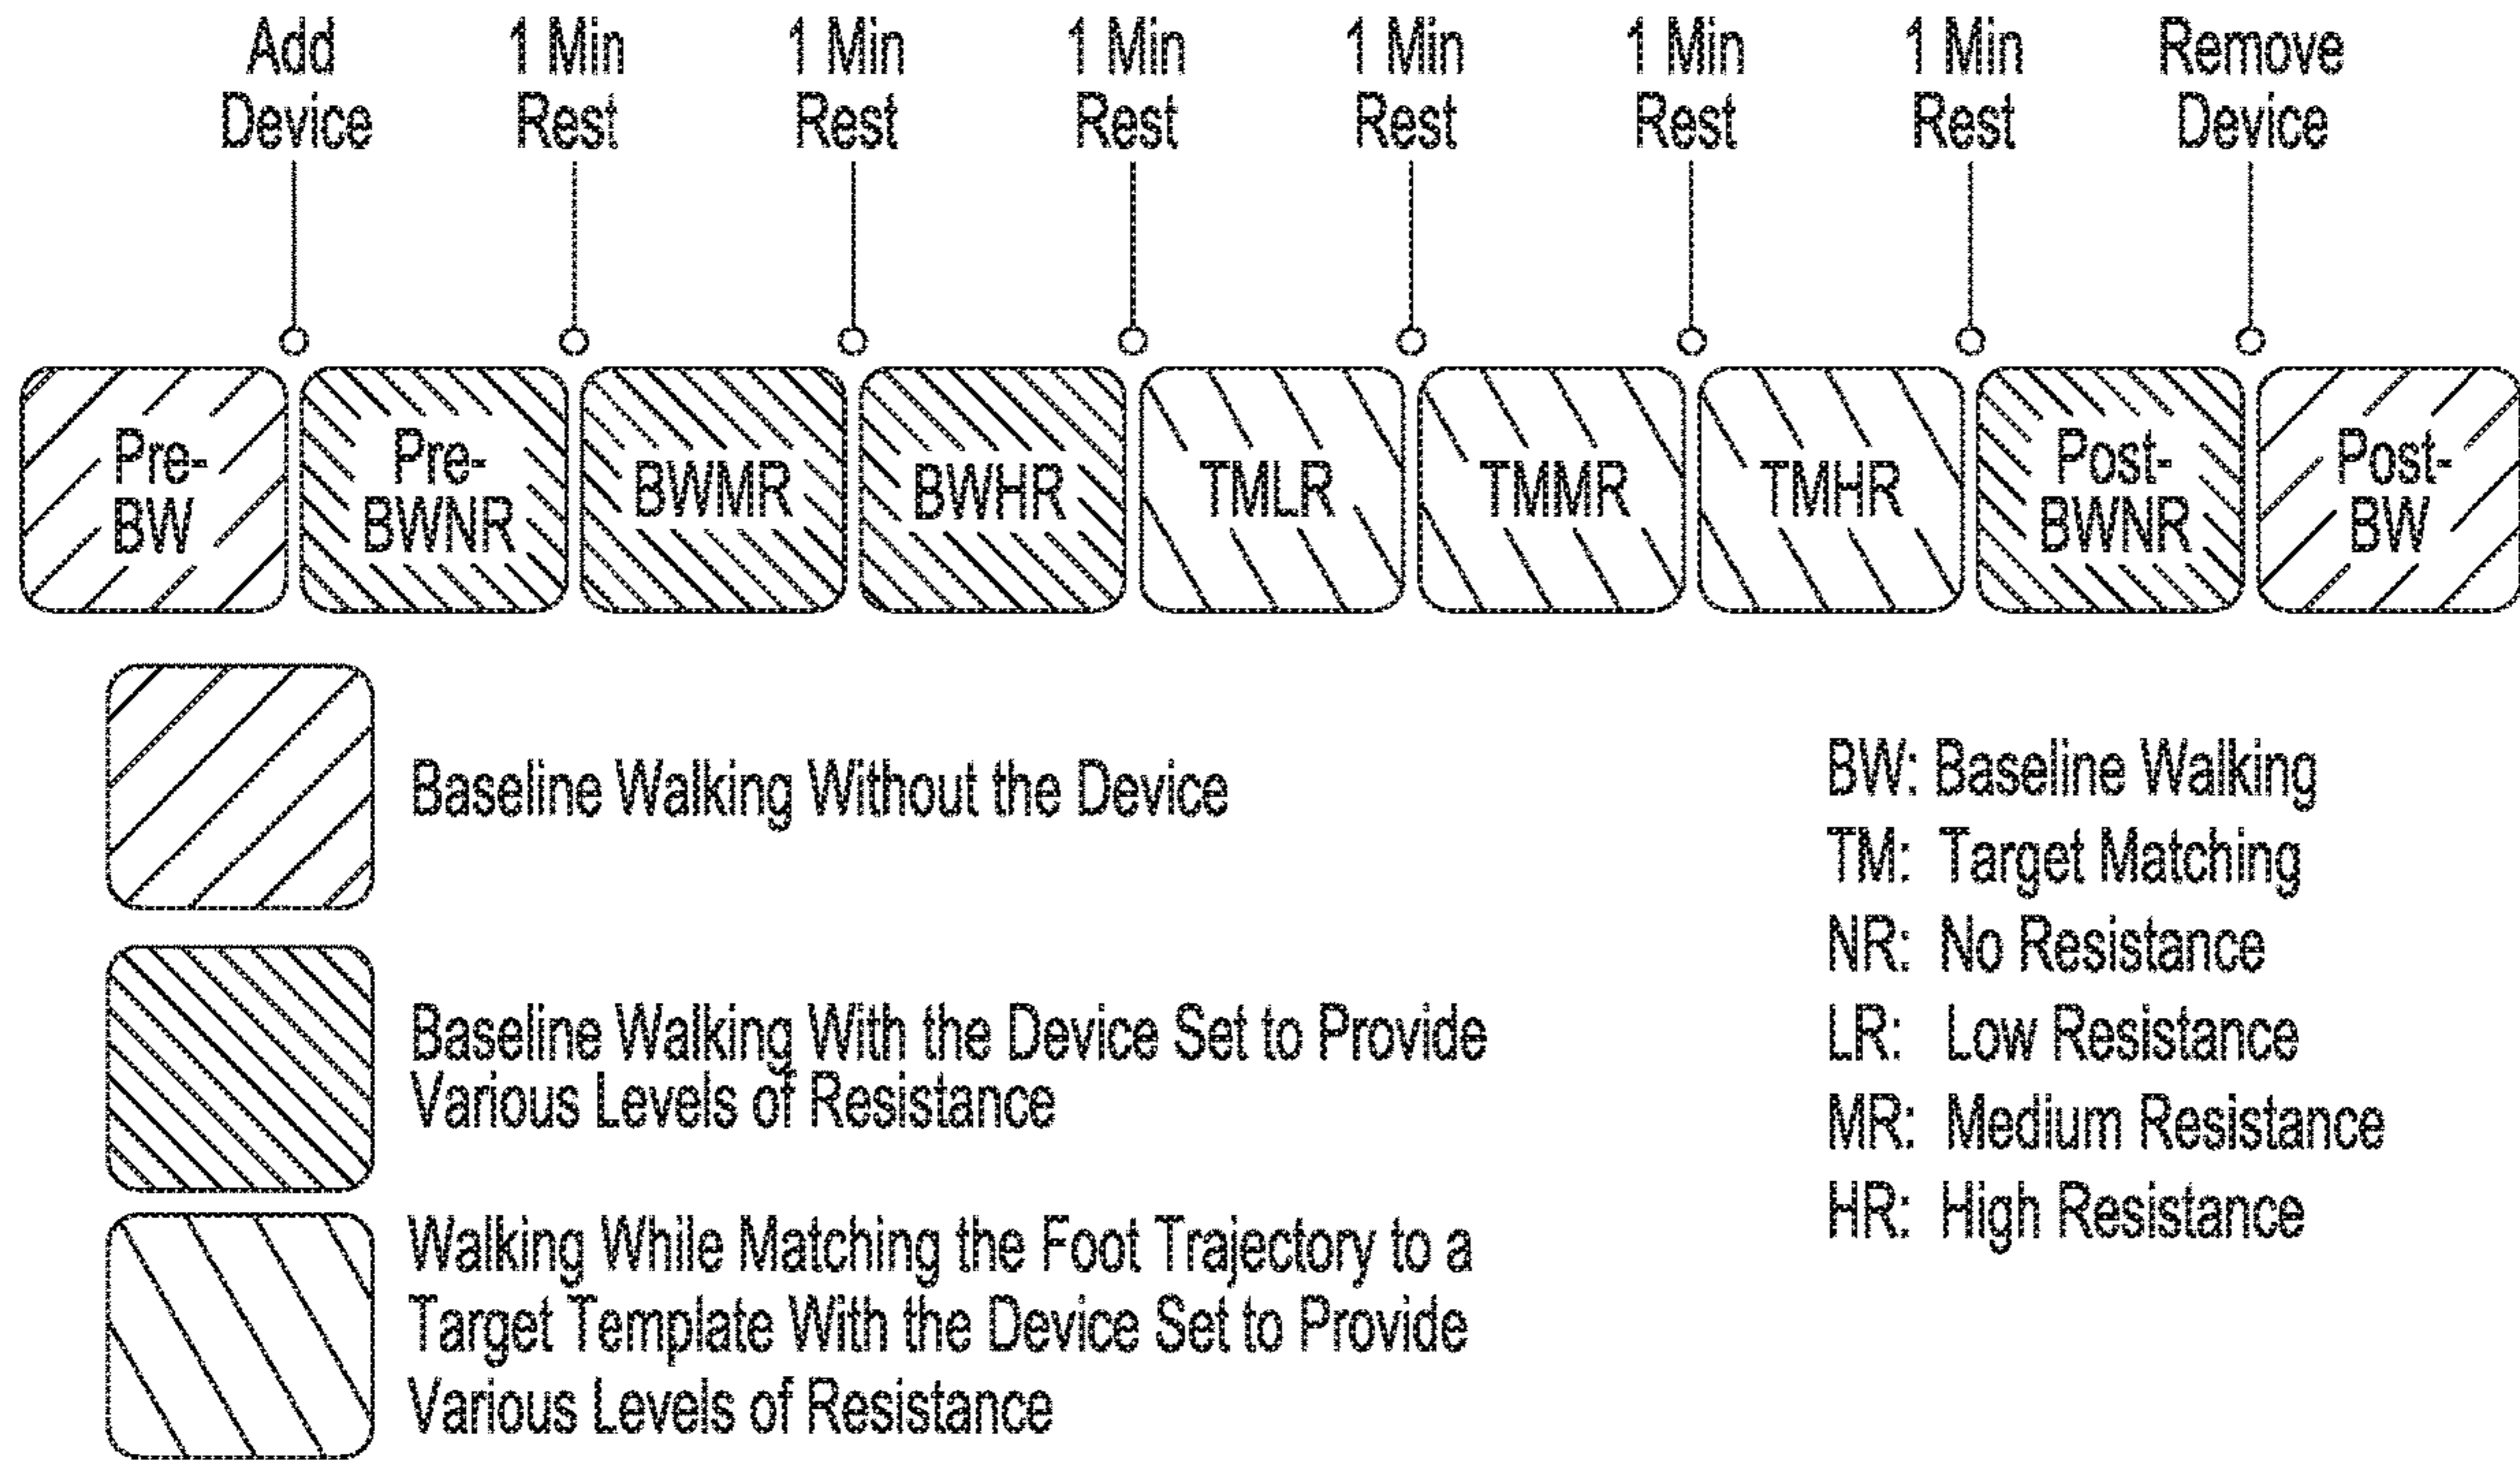 Add
Device
1 Min
Rest
1 Min
Rest
1 Min
Rest
1 Min
Rest
1 Min
Rest
1 Min
Rest
Remove
Device
Pre-
BW
Pre-
BWNR
BWMR
BWHR
TMLR
TMMR
TMHR
Post-
BWNR
Post-
BW
Baseline Walking Without the Device
Baseline Walking With the Device Set to Provide
Various Levels of Resistance
Walking While Matching the Foot Trajectory to a
Target Template With the Device Set to Provide
Various Levels of Resistance
BW: Baseline Walking
TM: Target Matching
NR: No Resistance
LR: Low Resistance
MR: Medium Resistance
HR: High Resistance